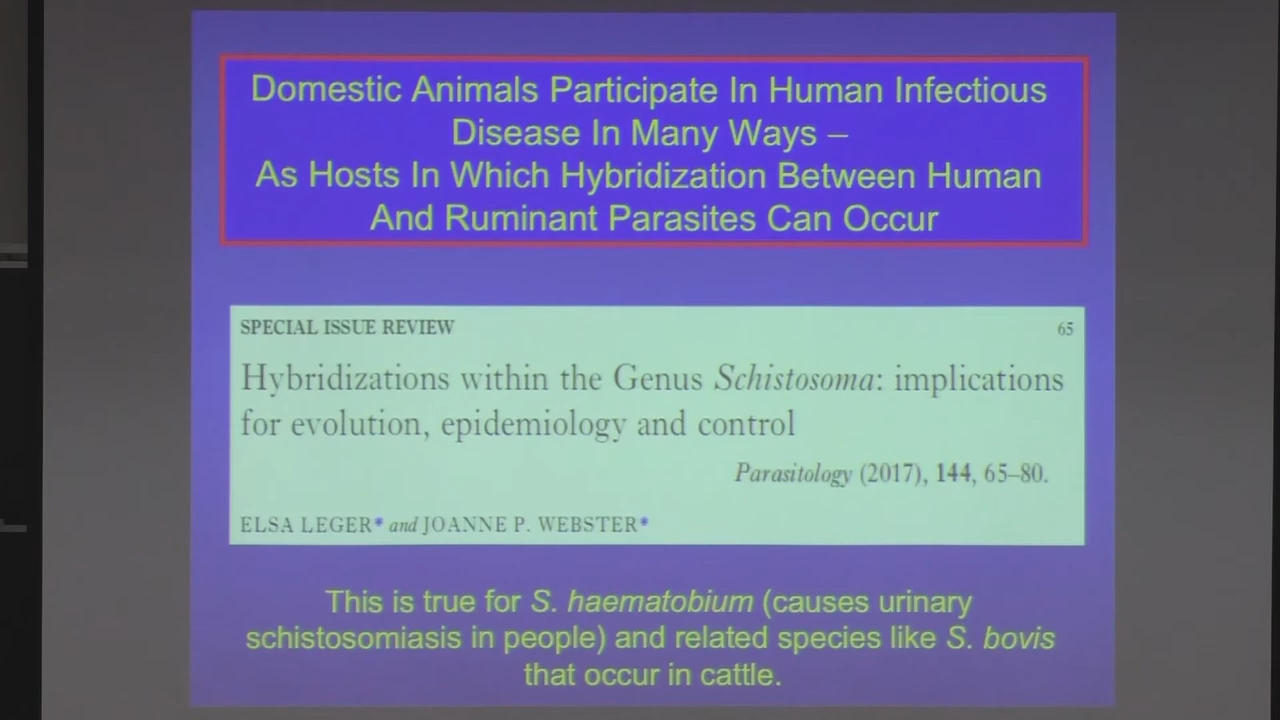 Domestic Animals Participate In Human Infectious
Disease In Many Ways –
As Hosts In Which Hybridization Between Human
And Ruminant Parasites Can Occur
SPECIAL ISSUE REVIEW 65
Hybridizations within the Genus Schistosoma: implications
for evolution, epidemiology and control
Parasitology (2017), 144, 65–80.
ELSA LEGER* and JOANNE P. WEBSTER*
This is true for S. haematobium (causes urinary
schistosomiasis in people) and related species like S. bovis
that occur in cattle.